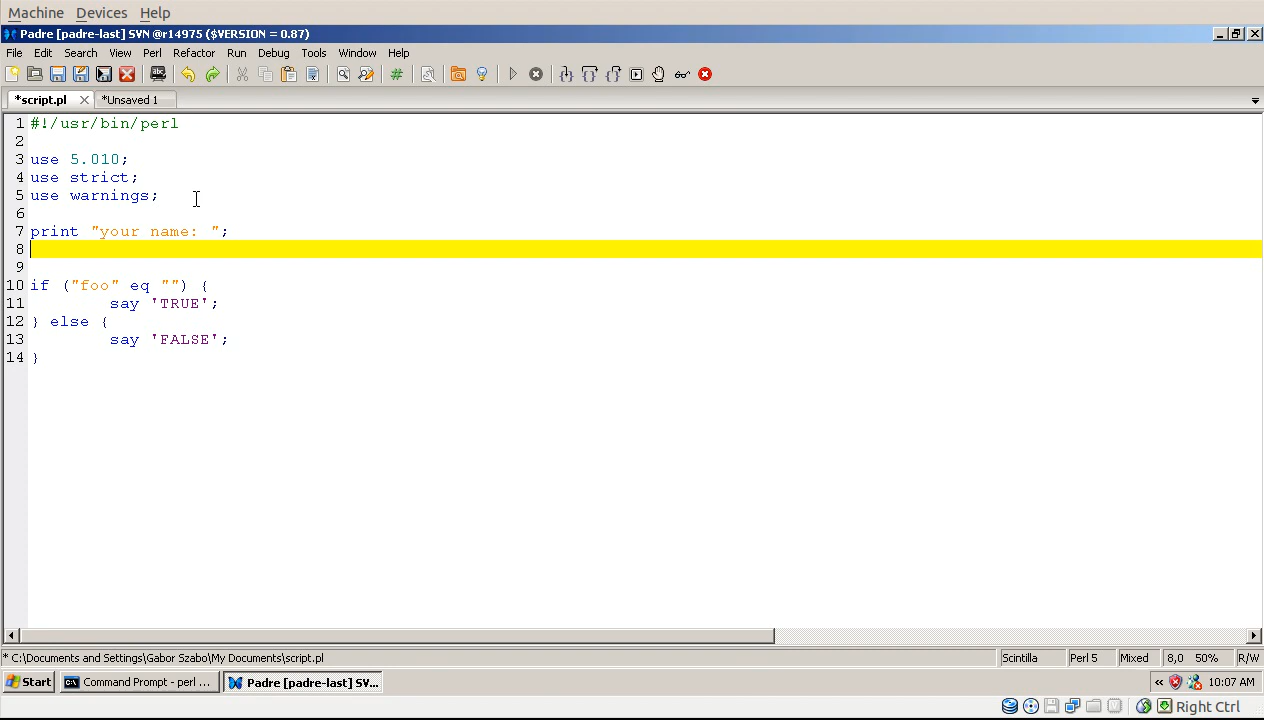 Machine Devices Help
Padre [padre-last] SVN @r14975 ($VERSION = 0.87)
File Edit Search View Perl Refactor Run Debug Tools Window Help
*script.pl *Unsaved 1
1 #!/usr/bin/perl
2
3 use 5.010;
4 use strict;
5 use warnings;
6
7 print "your name: ";
8
9
10 if ("foo" eq "") {
11 say 'TRUE';
12 } else {
13 say 'FALSE';
14 }
* C:\Documents and Settings\Gabor Szabo\My Documents\script.pl Scintilla Perl 5 Mixed 8,0 50% R/W
Start Command Prompt - perl ... Padre [padre-last] SV... « 10:07 AM
Right Ctrl